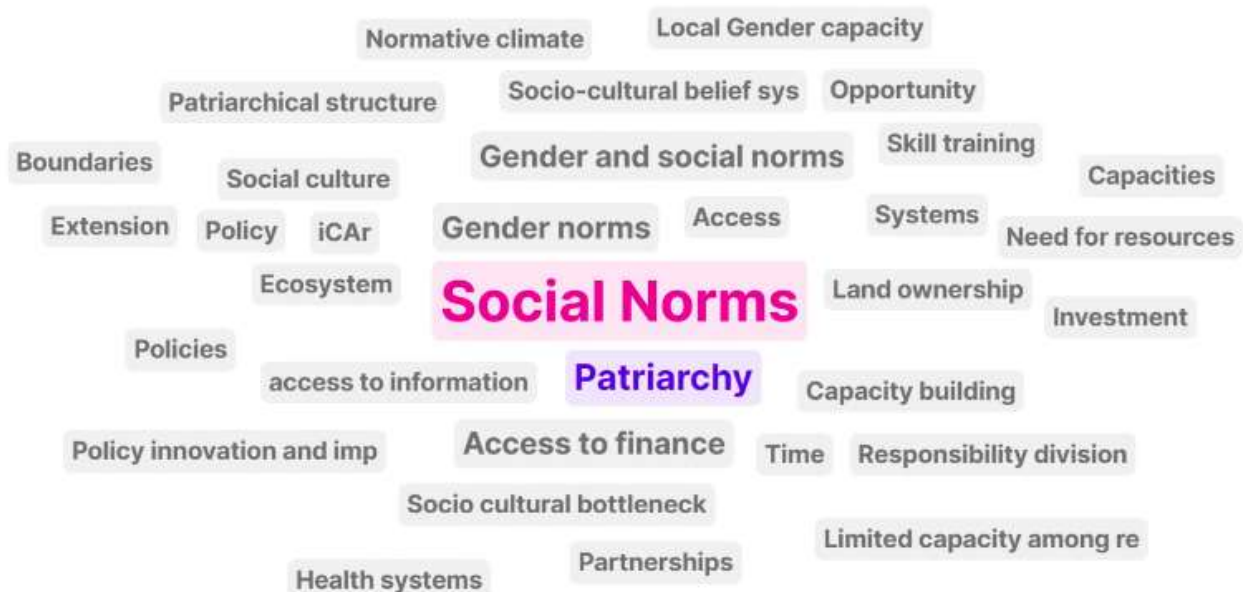 Local Gender capacity
Normative climate
Socio-cultural belief sys
Opportunity
Patriarchical structure
Skill training
Gender and social norms
Boundaries
Capacities
Social culture
Systems
Access
Extension
Policy
iCAr
Gender norms
Need for resources
Ecosystem
Social Norms
Land ownership
Investment
Policies
access to information
Patriarchy
Capacity building
Policy innovation and imp
Access to finance
Time
Responsibility division
Socio cultural bottleneck
Limited capacity among re
Partnerships
Health systems